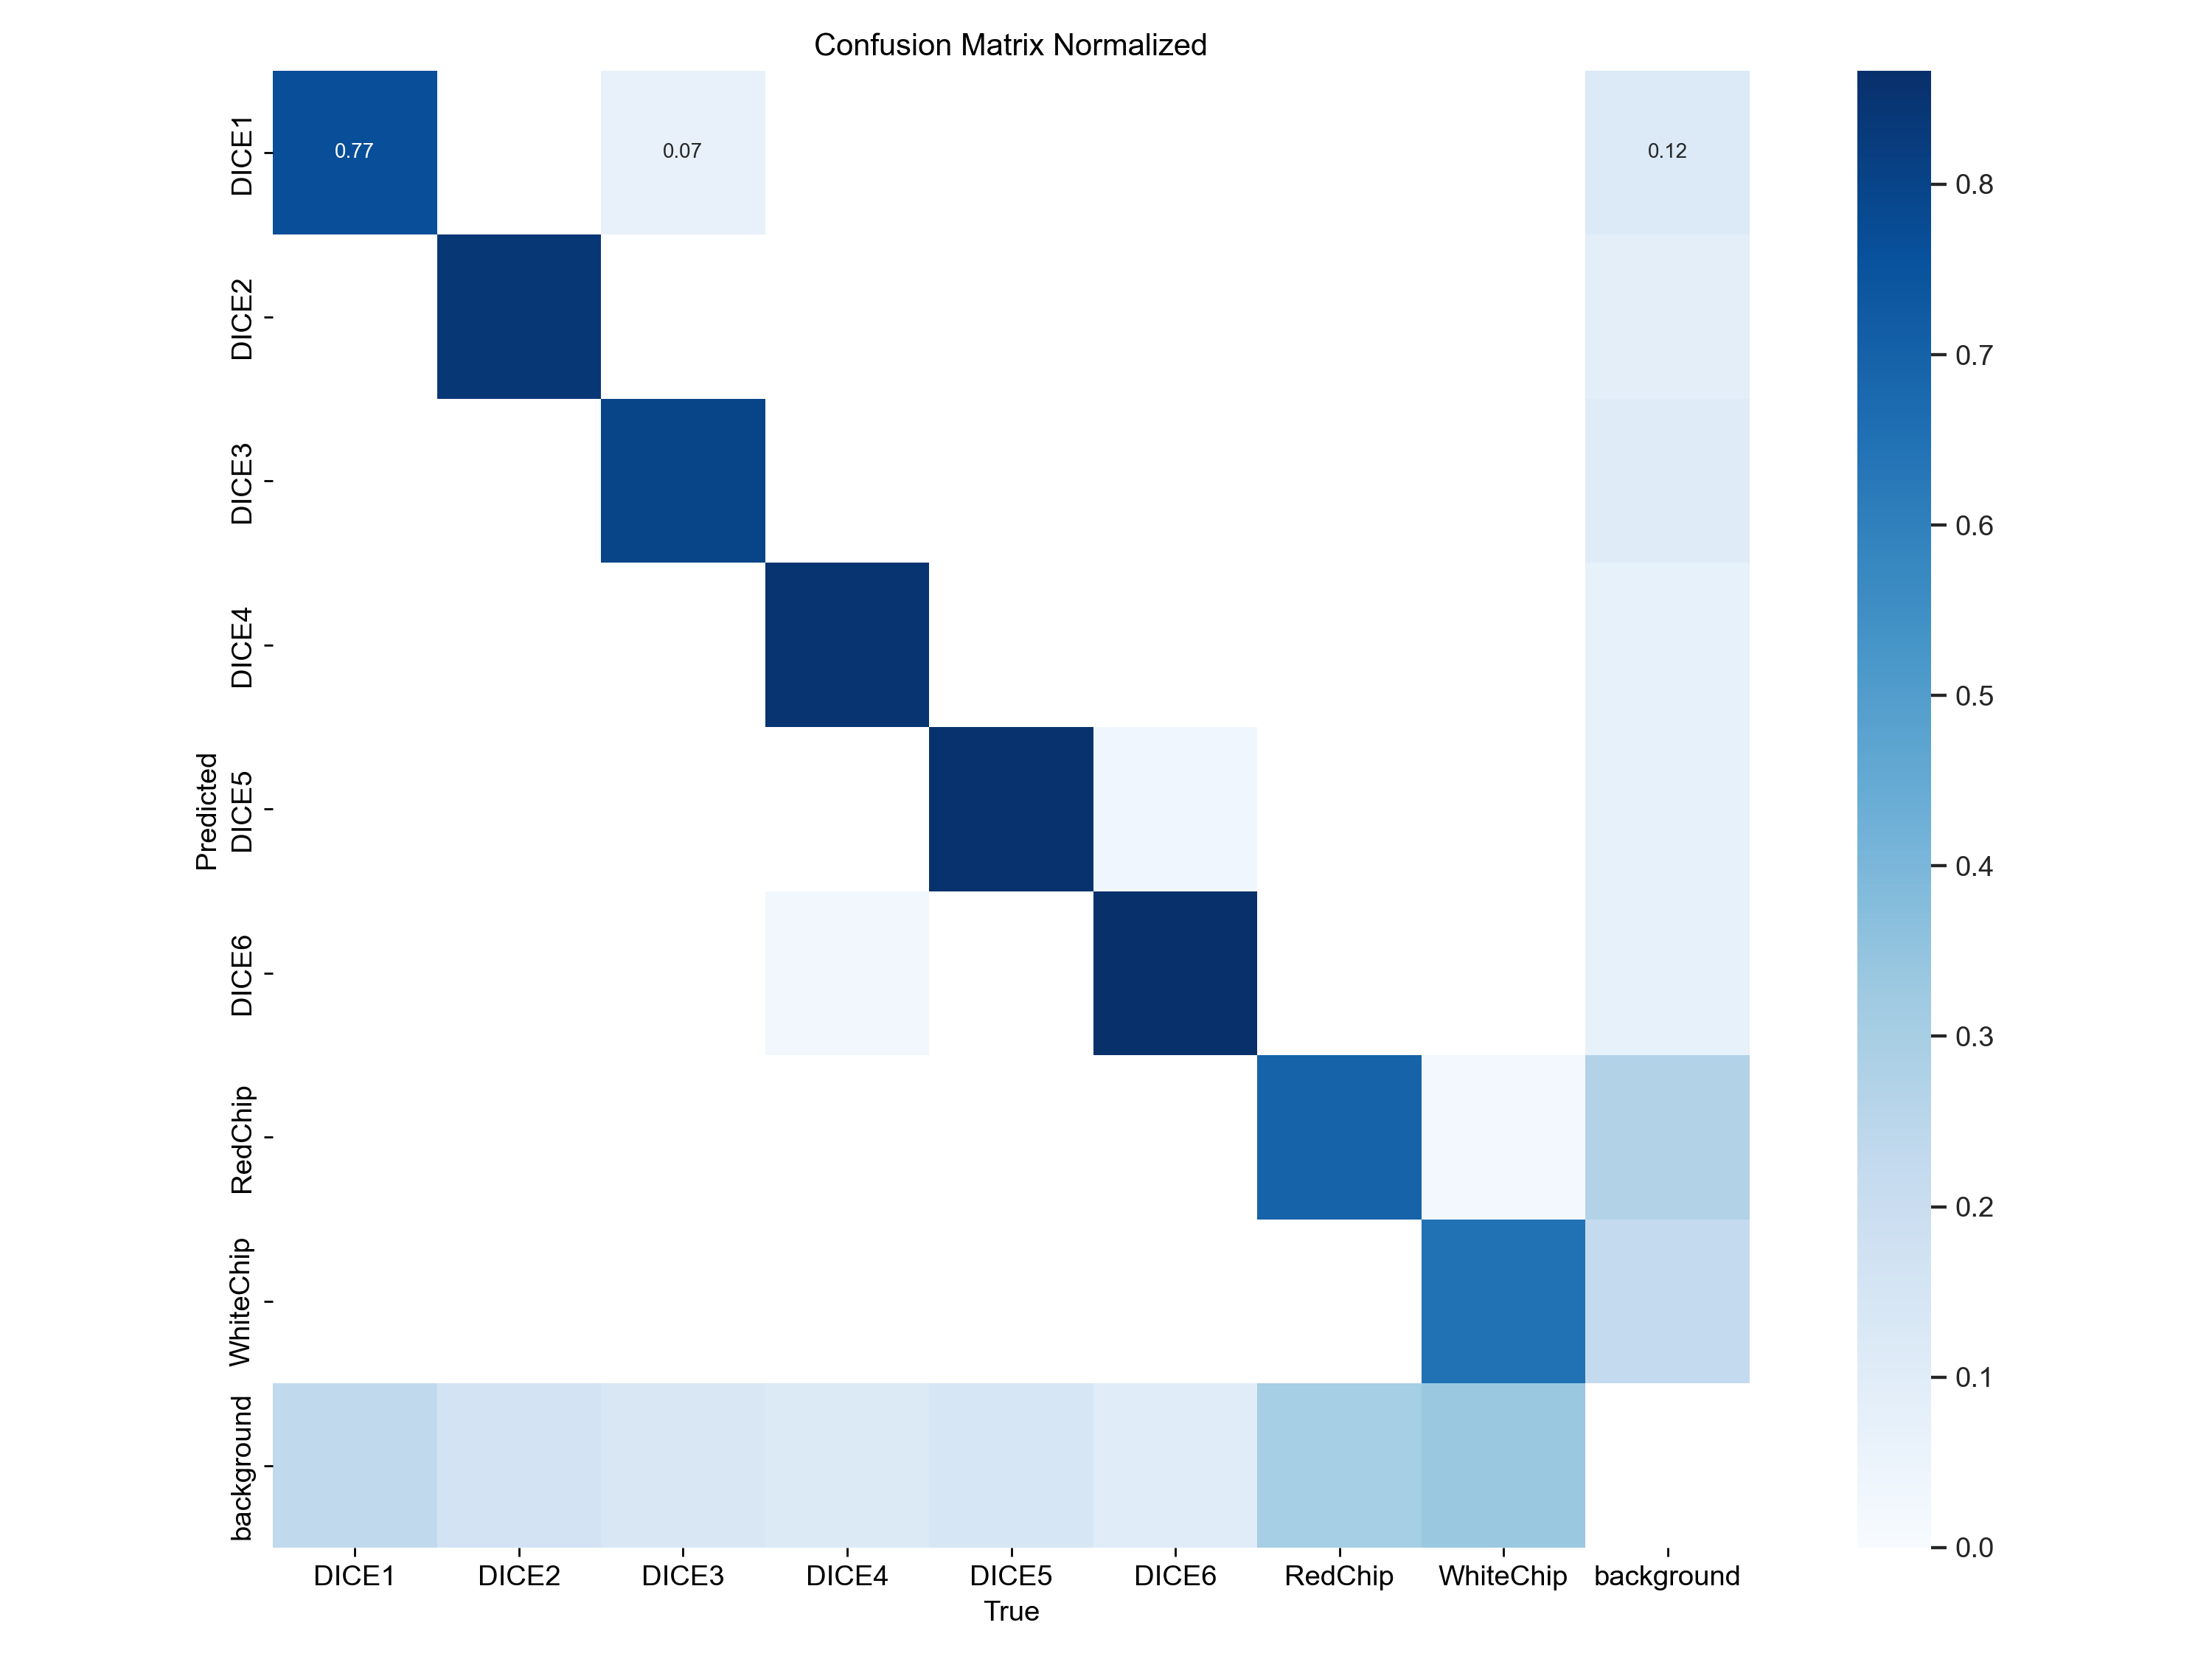 Confusion Matrix Normalized
DICE1
DICE2
DICE3
DICE4
DICE5
DICE6
RedChip
WhiteChip
background
Predicted
0.77
0.07
0.12
0.8
0.7
0.6
0.5
0.4
0.3
0.2
0.1
0.0
DICE1 DICE2 DICE3 DICE4 DICE5 DICE6 RedChip WhiteChip background
True